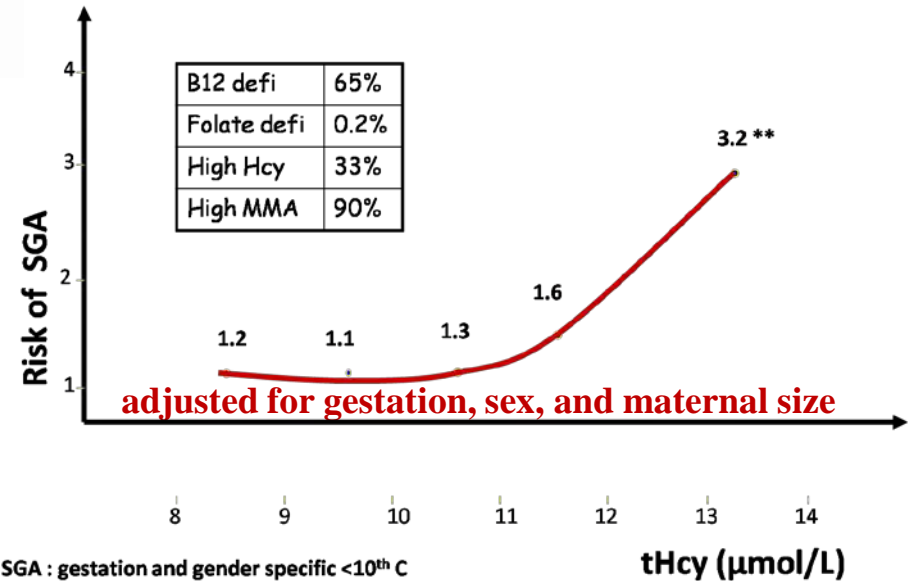 4
3
2
1
Risk of SGA
B12 defi 65%
Folate defi 0.2%
High Hcy 33%
High MMA 90%
1.2
1.1
1.3
1.6
3.2 **
adjusted for gestation, sex, and maternal size
8 9 10 11 12 13 14
SGA : gestation and gender specific <10th C
tHcy (μmol/L)